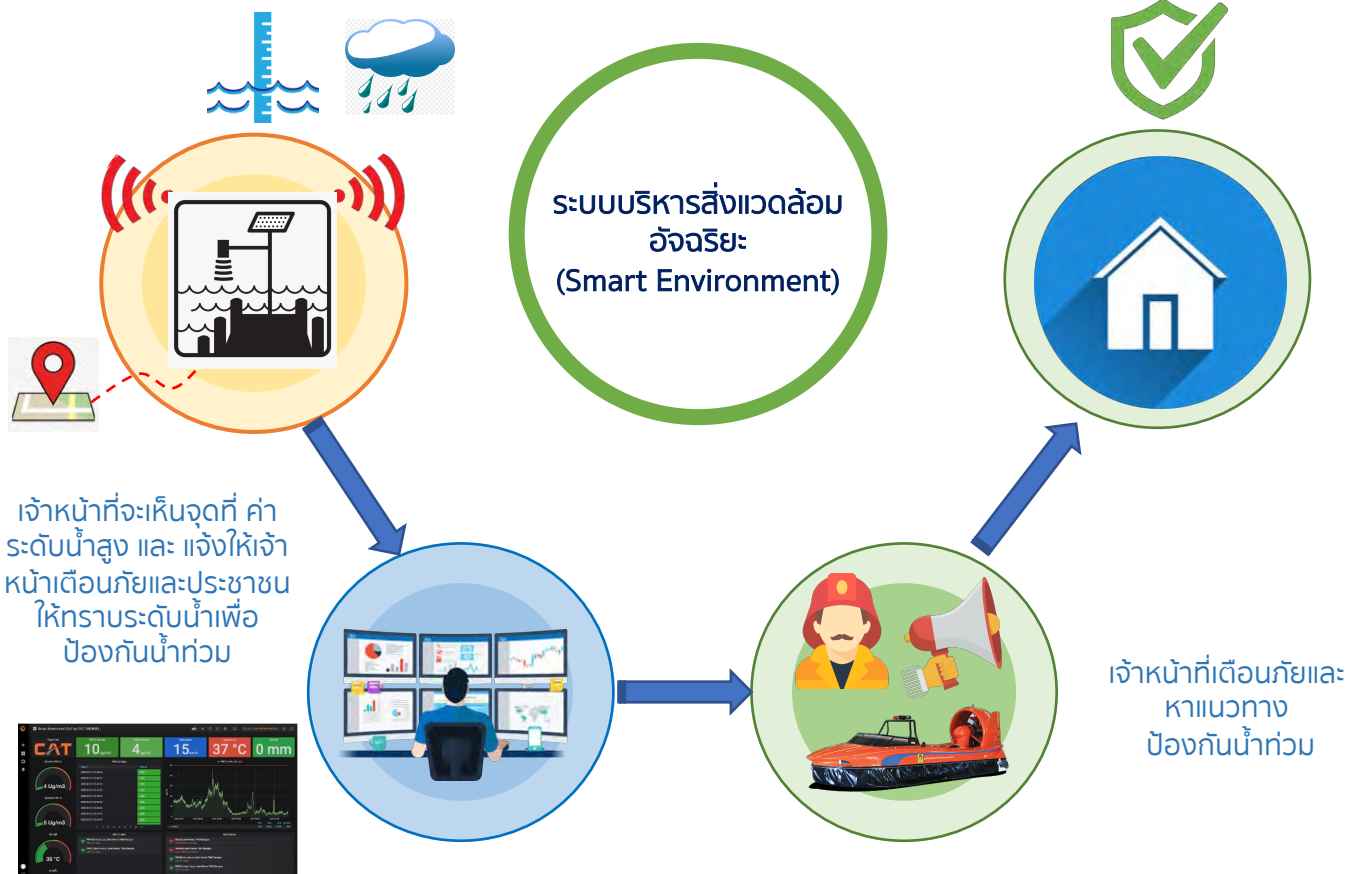 ระบบบริหารสิ่งแวดล้อม
อัจฉริยะ
(Smart Environment)
เจ้าหน้าที่จะเห็นจุดที่ ค่า
ระดับน้ำสูง และ แจ้งให้เจ้า
หน้าเตือนภัยและประชาชน
ให้ทราบระดับน้ำเพื่อ
ป้องกันน้ำท่วม
เจ้าหน้าที่เตือนภัยและ
หาแนวทาง
ป้องกันน้ำท่วม
CAT
10
4
15
37 °C
0 mm
4 Ug/m3
5 Ug/m3
36 °C